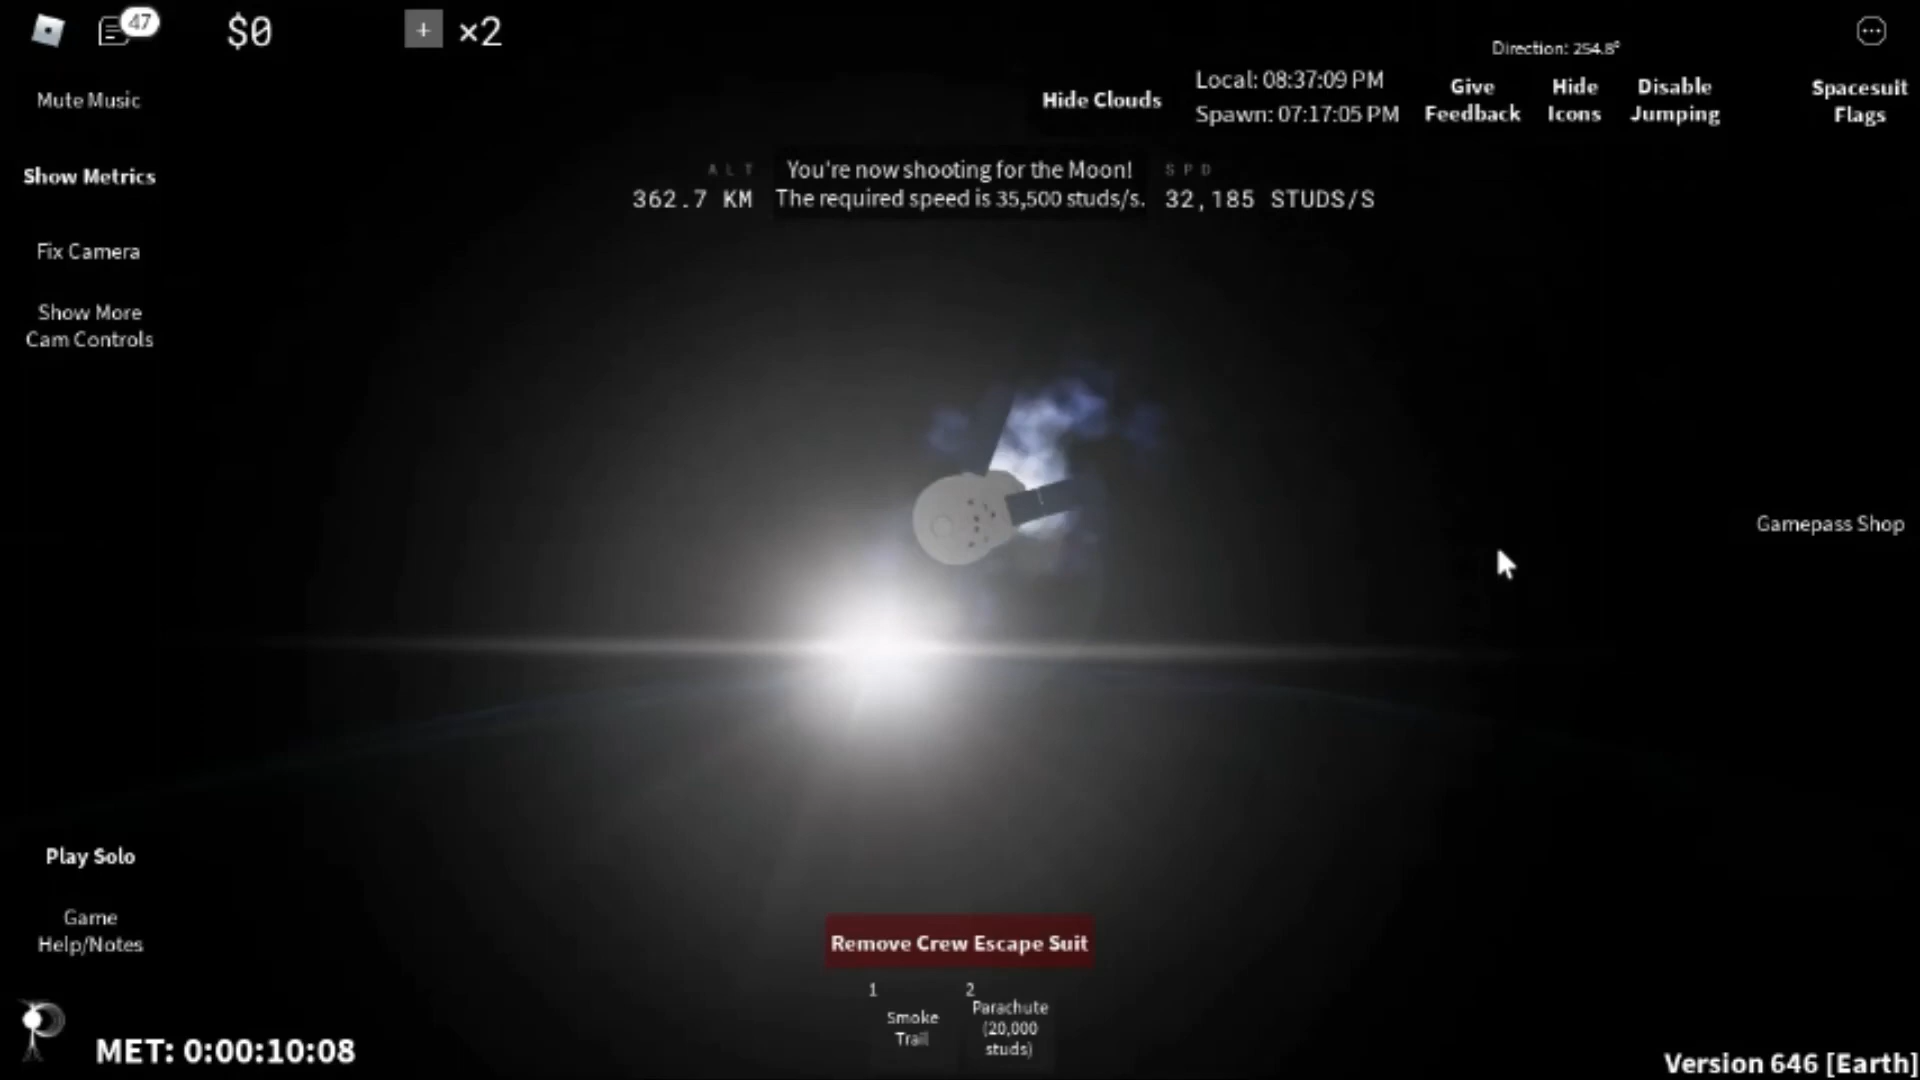 47
$0
+ ×2
Direction: 254.8°
Mute Music
Hide Clouds
Local: 08:37:09 PM
Spawn: 07:17:05 PM
Give
Feedback
Hide
Icons
Disable
Jumping
Spacesuit
Flags
Show Metrics
ALT
362.7 KM
You're now shooting for the Moon!
The required speed is 35,500 studs/s.
SPD
32,185 STUDS/S
Fix Camera
Show More
Cam Controls
Gamepass Shop
Play Solo
Game
Help/Notes
Remove Crew Escape Suit
1
Smoke
Trail
2
Parachute
(20,000
studs)
MET: 0:00:10:08
Version 646 [Earth]